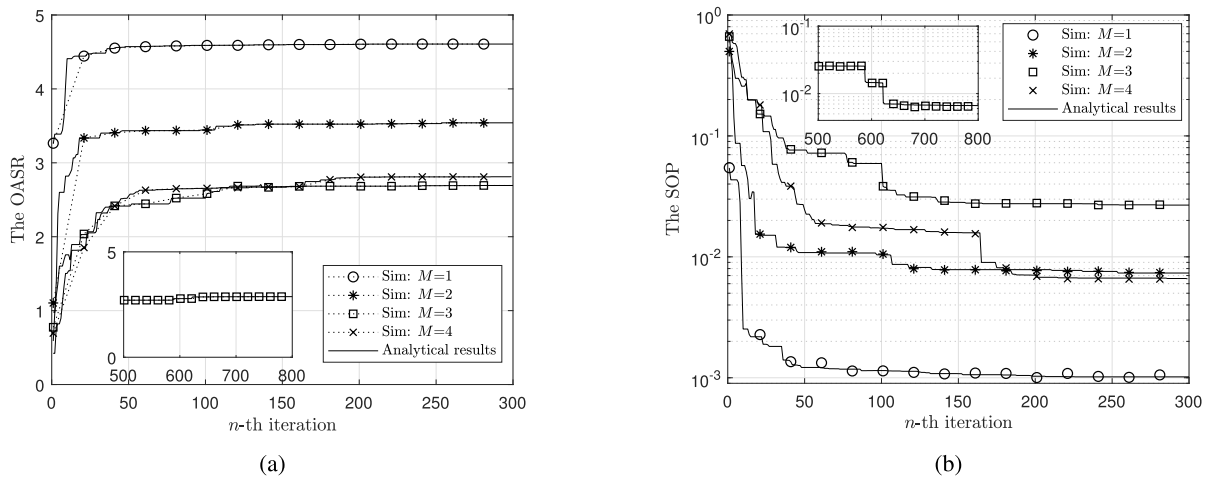 5
4
3
2
1
0
The OASR
0 50 100 150 200 250 300
n-th iteration
5
0
500 600 700 800
Sim: M=1
Sim: M=2
Sim: M=3
Sim: M=4
Analytical results
(a)
10^0
10^-1
10^-2
10^-3
The SOP
0 50 100 150 200 250 300
n-th iteration
10^-1
10^-2
500 600 700 800
Sim: M=1
Sim: M=2
Sim: M=3
Sim: M=4
Analytical results
(b)